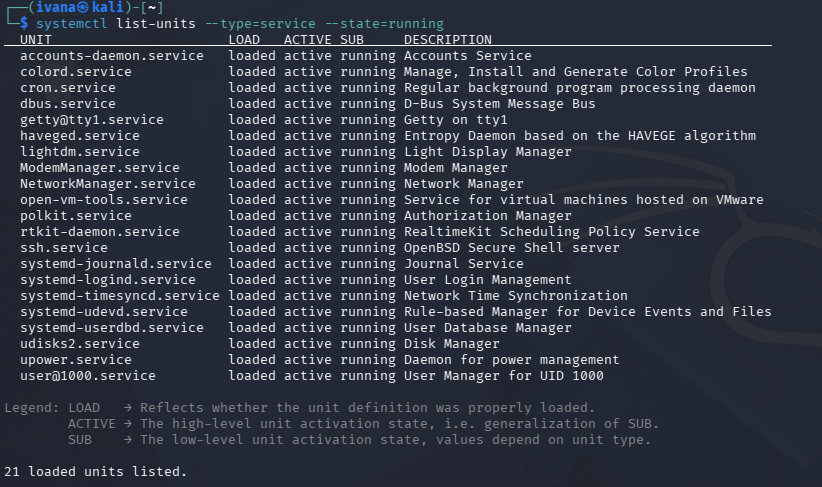 ┌──(ivana㉿kali)-[~]
└─$ systemctl list-units --type=service --state=running
  UNIT                      LOAD   ACTIVE SUB     DESCRIPTION
  accounts-daemon.service   loaded active running Accounts Service
  colord.service            loaded active running Manage, Install and Generate Color Profiles
  cron.service              loaded active running Regular background program processing daemon
  dbus.service              loaded active running D-Bus System Message Bus
  getty@tty1.service        loaded active running Getty on tty1
  haveged.service           loaded active running Entropy Daemon based on the HAVEGE algorithm
  lightdm.service           loaded active running Light Display Manager
  ModemManager.service      loaded active running Modem Manager
  NetworkManager.service    loaded active running Network Manager
  open-vm-tools.service     loaded active running Service for virtual machines hosted on VMware
  polkit.service            loaded active running Authorization Manager
  rtkit-daemon.service      loaded active running RealtimeKit Scheduling Policy Service
  ssh.service               loaded active running OpenBSD Secure Shell server
  systemd-journald.service  loaded active running Journal Service
  systemd-logind.service    loaded active running User Login Management
  systemd-timesyncd.service loaded active running Network Time Synchronization
  systemd-udevd.service     loaded active running Rule-based Manager for Device Events and Files
  systemd-userdbd.service   loaded active running User Database Manager
  udisks2.service           loaded active running Disk Manager
  upower.service            loaded active running Daemon for power management
  user@1000.service         loaded active running User Manager for UID 1000

Legend: LOAD   → Reflects whether the unit definition was properly loaded.
        ACTIVE → The high-level unit activation state, i.e. generalization of SUB.
        SUB    → The low-level unit activation state, values depend on unit type.

21 loaded units listed.